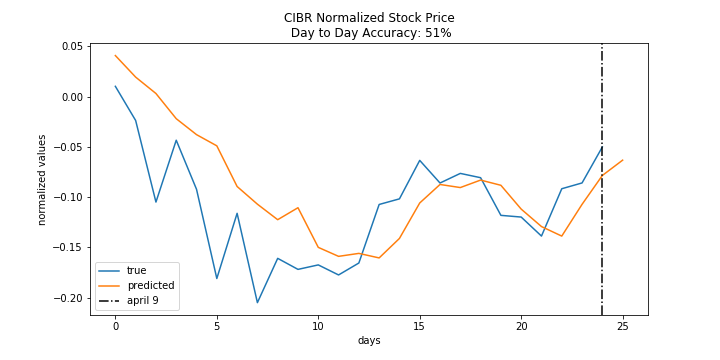 CIBR Normalized Stock Price
Day to Day Accuracy: 51%
0.05
0.00
−0.05
−0.10
−0.15
−0.20
normalized values
true
predicted
april 9
0 5 10 15 20 25
days